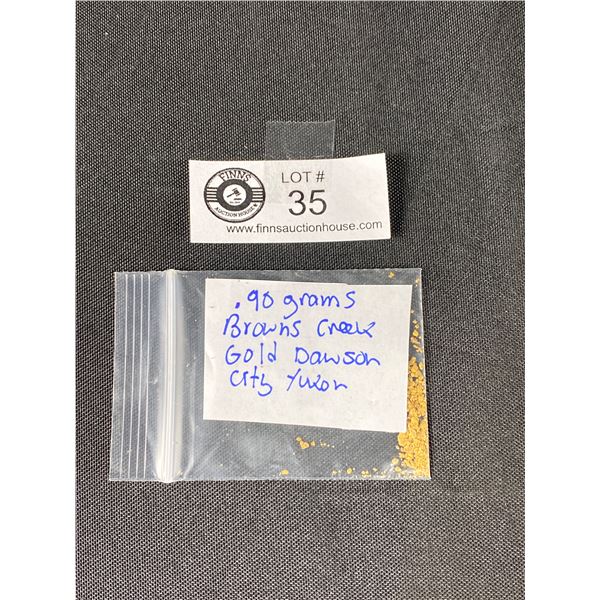 FINNS
AUCTION HOUSE
LOT #
35
www.finnsauctionhouse.com
.90 grams
Browns Creek
Gold Dawson
City Yukon